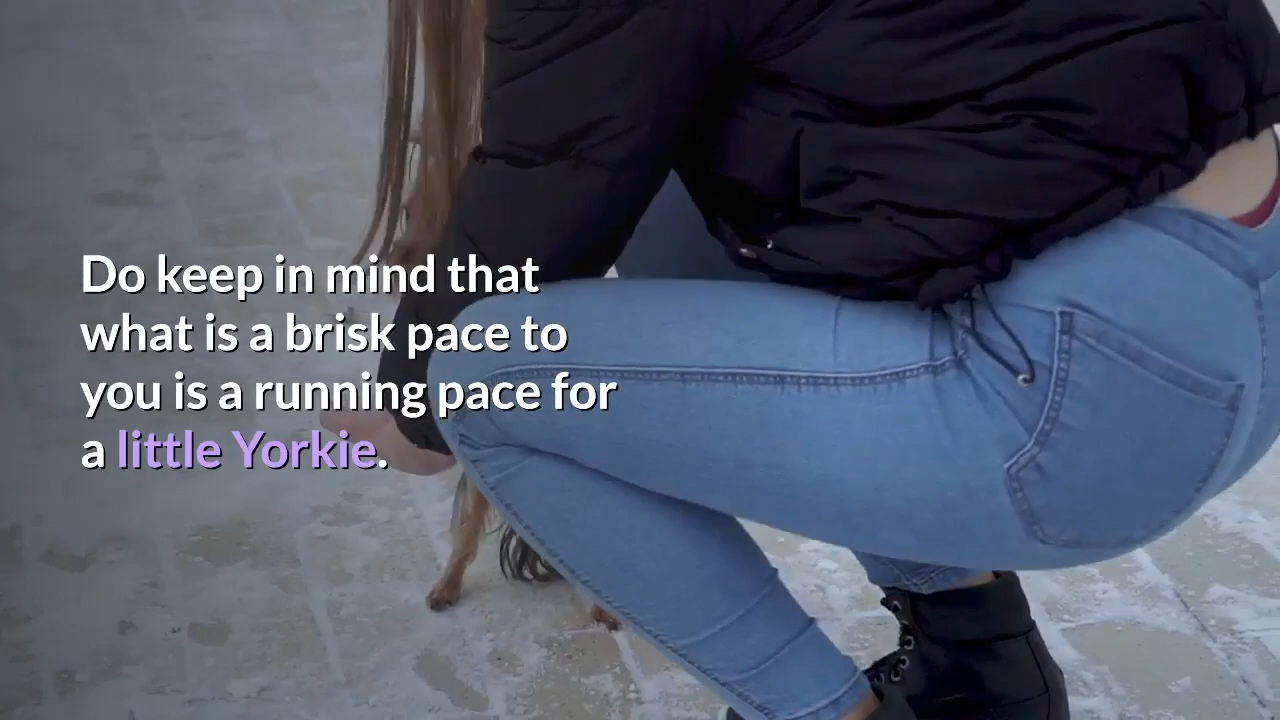 Do keep in mind that
what is a brisk pace to
you is a running pace for
a little Yorkie.